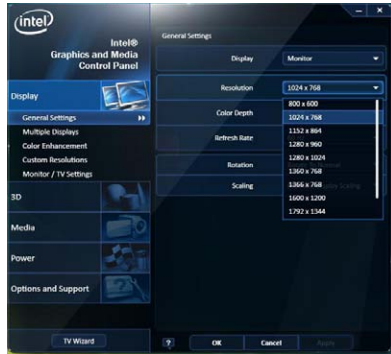 intel
Intel®
Graphics and Media
Control Panel
Display
General Settings
Multiple Displays
Color Enhancement
Custom Resolutions
Monitor / TV Settings
3D
Media
Power
Options and Support
TV Wizard
General Settings
Display
Monitor
Resolution
1024 x 768
800 x 600
1024 x 768
1152 x 864
1280 x 960
1280 x 1024
1360 x 768
1366 x 768
1600 x 1200
1792 x 1344
Color Depth
Refresh Rate
Rotation
Scaling
?
OK
Cancel
Apply